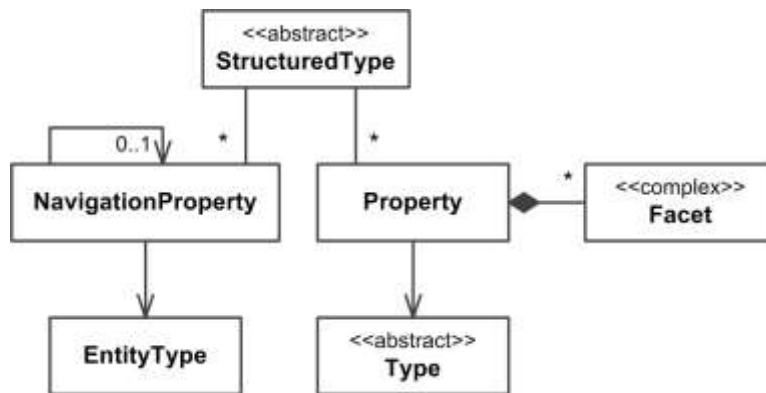 <<abstract>>
StructuredType
0..1
*
*
NavigationProperty
Property
*
<<complex>>
Facet
EntityType
<<abstract>>
Type